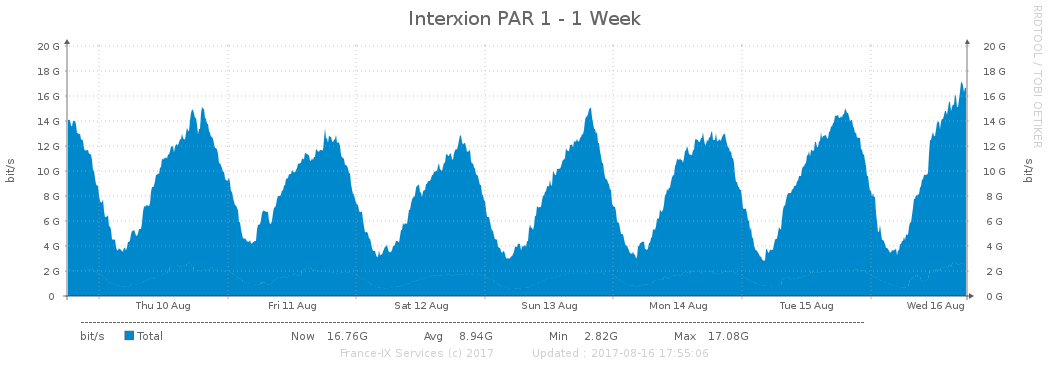 Interxion PAR 1 - 1 Week
RRDTOOL / TOBI OETIKER
bit/s
bit/s
20 G 20 G
18 G 18 G
16 G 16 G
14 G 14 G
12 G 12 G
10 G 10 G
8 G 8 G
6 G 6 G
4 G 4 G
2 G 2 G
0 0 G
Thu 10 Aug Fri 11 Aug Sat 12 Aug Sun 13 Aug Mon 14 Aug Tue 15 Aug Wed 16 Aug
bit/s Total Now 16.76G Avg 8.94G Min 2.82G Max 17.08G
France-IX Services (c) 2017 Updated : 2017-08-16 17:55:06